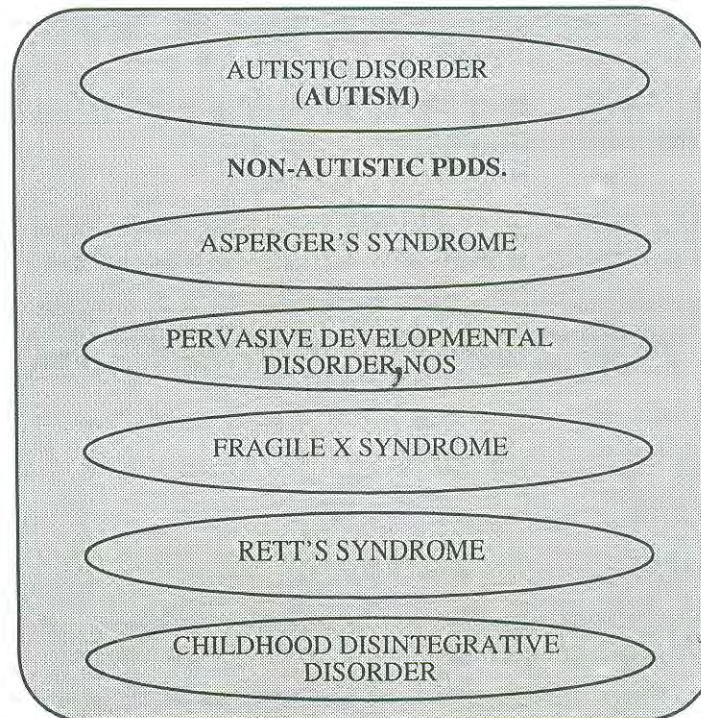 AUTISTIC DISORDER
(AUTISM)
NON-AUTISTIC PDDS.
ASPERGER'S SYNDROME
PERVASIVE DEVELOPMENTAL
DISORDER,NOS
FRAGILE X SYNDROME
RETT'S SYNDROME
CHILDHOOD DISINTEGRATIVE
DISORDER